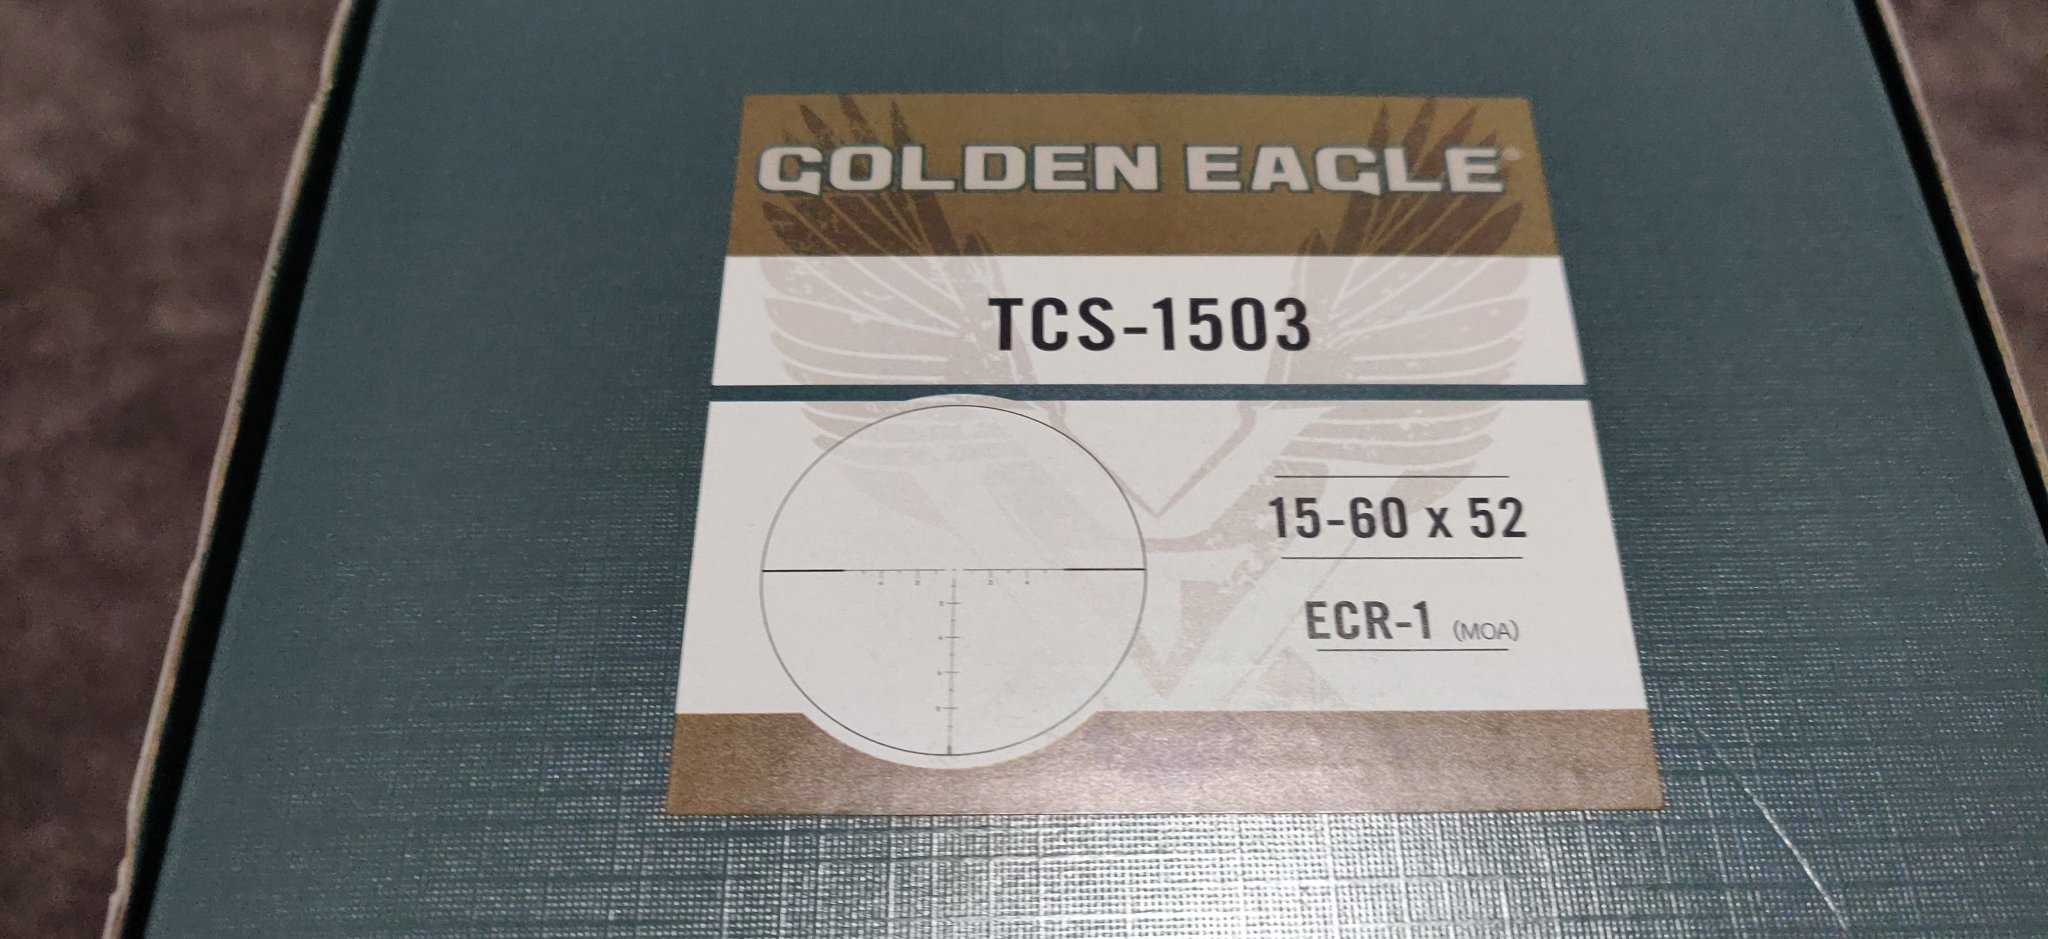 GOLDEN EAGLE®
TCS-1503
15-60 x 52
ECR-1 (MOA)